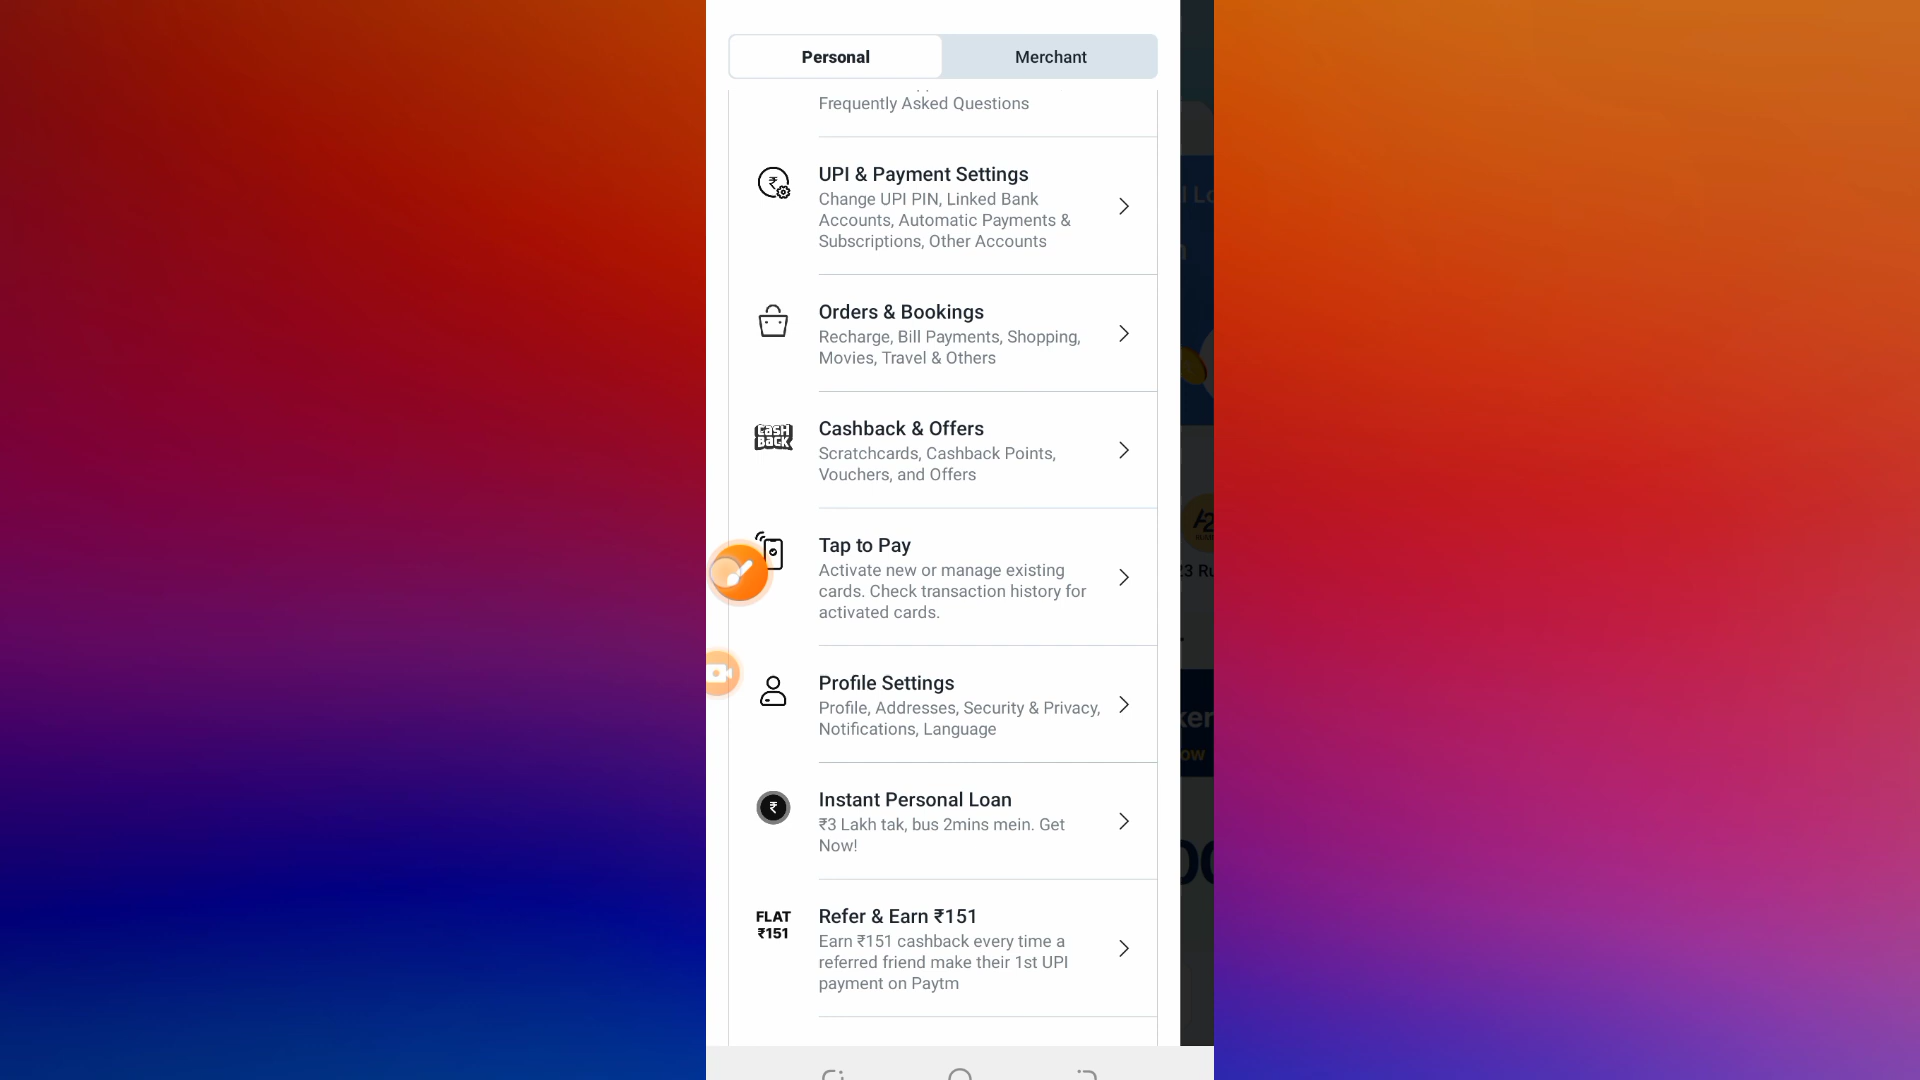 Personal
Merchant
Frequently Asked Questions
UPI & Payment Settings
Change UPI PIN, Linked Bank
Accounts, Automatic Payments &
Subscriptions, Other Accounts
Orders & Bookings
Recharge, Bill Payments, Shopping,
Movies, Travel & Others
CASH
BACK
Cashback & Offers
Scratchcards, Cashback Points,
Vouchers, and Offers
Tap to Pay
Activate new or manage existing
cards. Check transaction history for
activated cards.
Profile Settings
Profile, Addresses, Security & Privacy,
Notifications, Language
₹
Instant Personal Loan
₹3 Lakh tak, bus 2mins mein. Get
Now!
FLAT
₹151
Refer & Earn ₹151
Earn ₹151 cashback every time a
referred friend make their 1st UPI
payment on Paytm